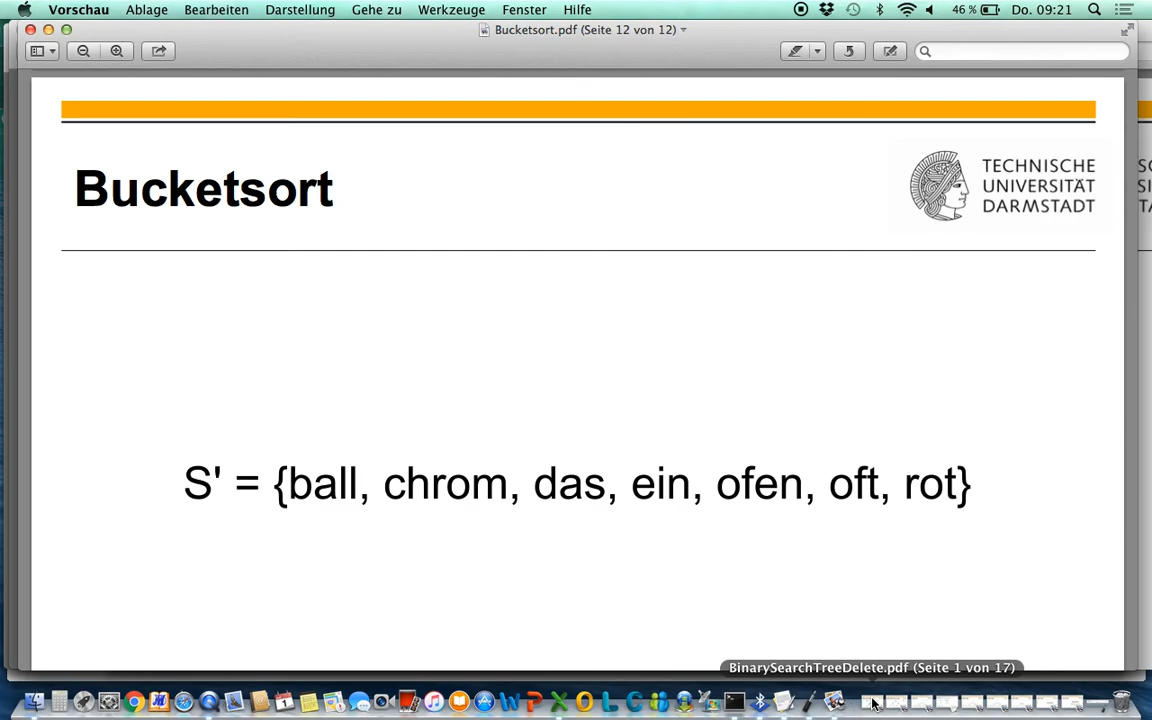 Vorschau Ablage Bearbeiten Darstellung Gehe zu Werkzeuge Fenster Hilfe 46 % Do. 09:21
Bucketsort.pdf (Seite 12 von 12)
Bucketsort
TECHNISCHE
UNIVERSITÄT
DARMSTADT
S' = {ball, chrom, das, ein, ofen, oft, rot}
BinarySearchTreeDelete.pdf (Seite 1 von 17)